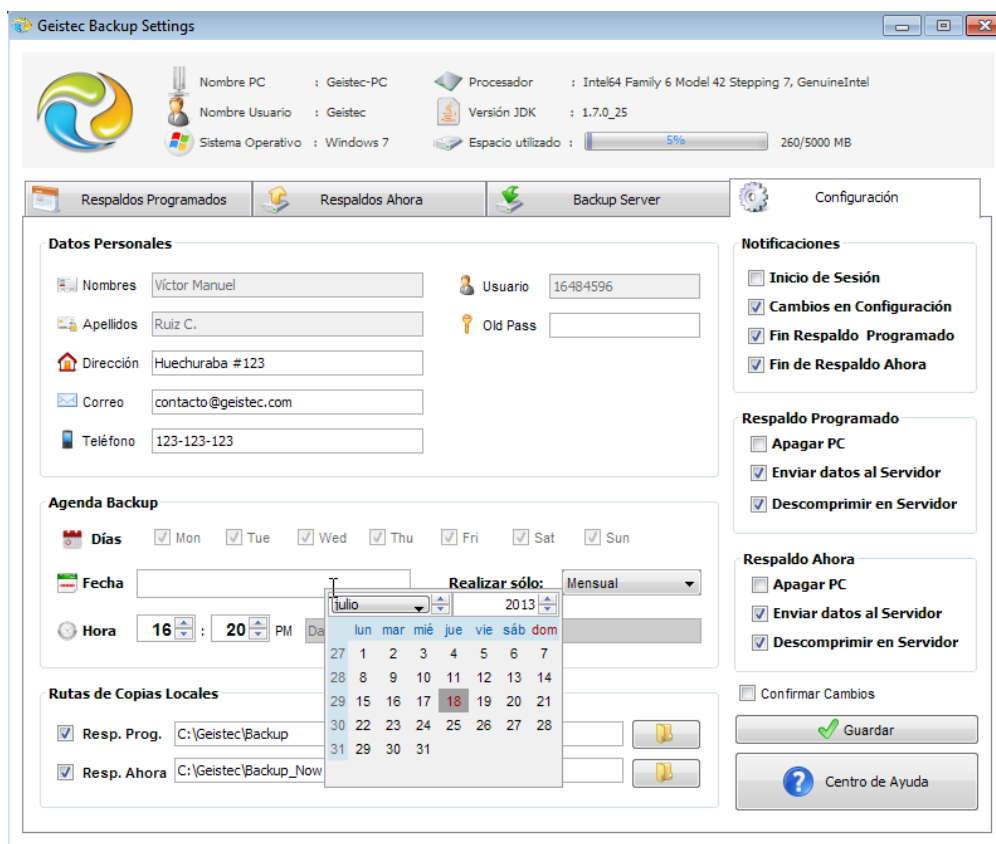 Geistec Backup Settings
Nombre PC : Geistec-PC
Procesador : Intel64 Family 6 Model 42 Stepping 7, GenuineIntel
Nombre Usuario : Geistec
Versión JDK : 1.7.0_25
Sistema Operativo : Windows 7
Espacio utilizado : 5% 260/5000 MB
Respaldos Programados
Respaldos Ahora
Backup Server
Configuración
Datos Personales
Nombres Víctor Manuel
Usuario 16484596
Apellidos Ruiz C.
Old Pass
Dirección Huechuraba #123
Correo contacto@geistec.com
Teléfono 123-123-123
Agenda Backup
Días Mon Tue Wed Thu Fri Sat Sun
Fecha
Realizar sólo: Mensual
Hora 16 : 20 PM Da
julio 2013
lun mar mié jue vie sáb dom
27 1 2 3 4 5 6 7
28 8 9 10 11 12 13 14
29 15 16 17 18 19 20 21
30 22 23 24 25 26 27 28
31 29 30 31
Rutas de Copias Locales
Resp. Prog. C:\Geistec\Backup
Resp. Ahora C:\Geistec\Backup_Now
Notificaciones
Inicio de Sesión
Cambios en Configuración
Fin Respaldo Programado
Fin de Respaldo Ahora
Respaldo Programado
Apagar PC
Enviar datos al Servidor
Descomprimir en Servidor
Respaldo Ahora
Apagar PC
Enviar datos al Servidor
Descomprimir en Servidor
Confirmar Cambios
Guardar
Centro de Ayuda